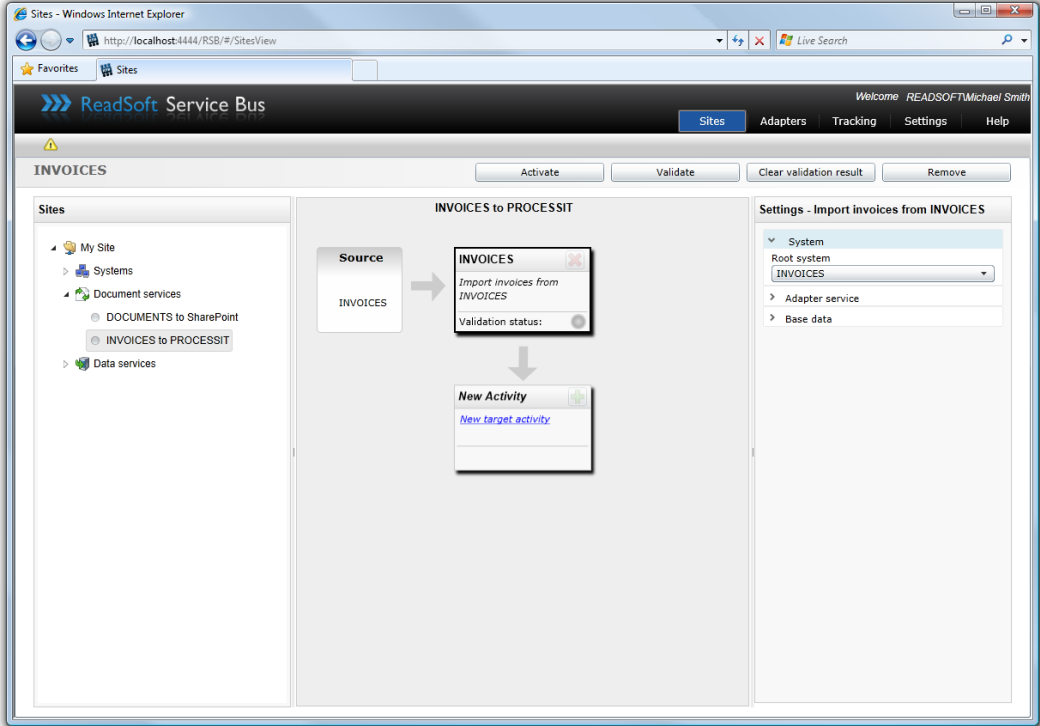 Sites - Windows Internet Explorer
http://localhost:4444/RSB/#/SitesView
Live Search
Favorites
Sites
ReadSoft Service Bus
Welcome READSOFT\Michael Smith
Sites Adapters Tracking Settings Help
INVOICES
Activate Validate Clear validation result Remove
Sites
My Site
Systems
Document services
DOCUMENTS to SharePoint
INVOICES to PROCESSIT
Data services
INVOICES to PROCESSIT
Source
INVOICES
INVOICES
Import invoices from
INVOICES
Validation status:
New Activity
New target activity
Settings - Import invoices from INVOICES
System
Root system
INVOICES
Adapter service
Base data